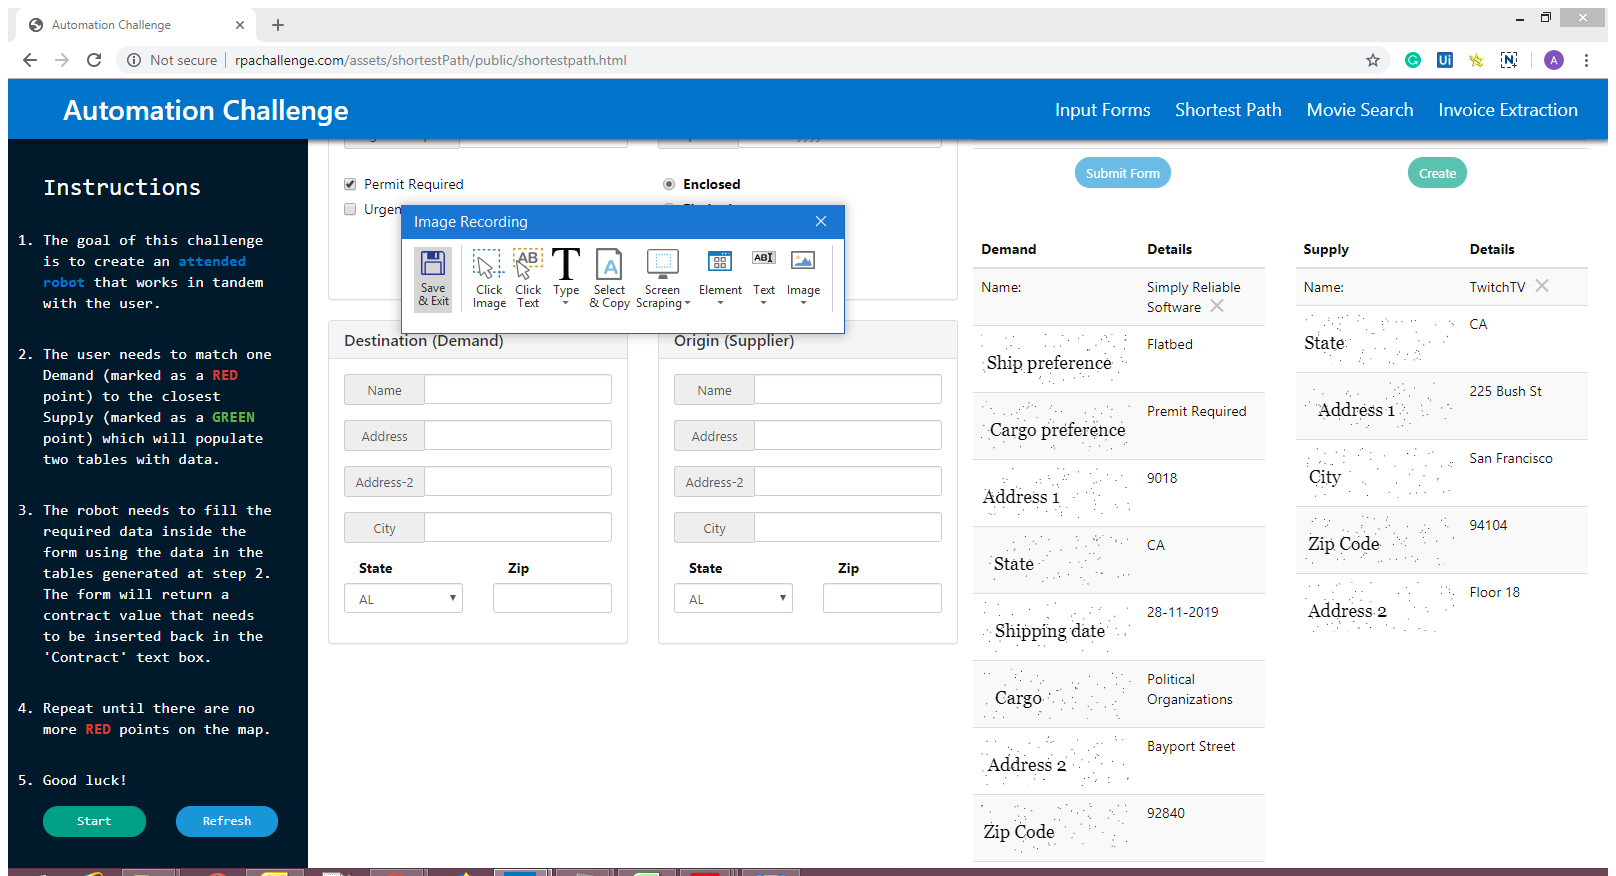 Automation Challenge
Not secure | rpachallenge.com/assets/shortestPath/public/shortestpath.html
Ui
N
A
Automation Challenge
Input Forms
Shortest Path
Movie Search
Invoice Extraction
Instructions
1. The goal of this challenge
is to create an attended
robot that works in tandem
with the user.
2. The user needs to match one
Demand (marked as a RED
point) to the closest
Supply (marked as a GREEN
point) which will populate
two tables with data.
3. The robot needs to fill the
required data inside the
form using the data in the
tables generated at step 2.
The form will return a
contract value that needs
to be inserted back in the
'Contract' text box.
4. Repeat until there are no
more RED points on the map.
5. Good luck!
Start
Refresh
Permit Required
Enclosed
Urgen
Image Recording
Save
& Exit
Click
Image
AB
Click
Text
T
Type
A
Select
& Copy
Screen
Scraping
Element
AB
Text
Image
Destination (Demand)
Name
Address
Address-2
City
State
Zip
AL
Origin (Supplier)
Name
Address
Address-2
City
State
Zip
AL
Submit Form
Create
Demand Details
Name: Simply Reliable
Software
Ship preference Flatbed
Cargo preference Premit Required
Address 1 9018
State CA
Shipping date 28-11-2019
Cargo Political
Organizations
Address 2 Bayport Street
Zip Code 92840
Supply Details
Name: TwitchTV
State CA
Address 1 225 Bush St
City San Francisco
Zip Code 94104
Address 2 Floor 18